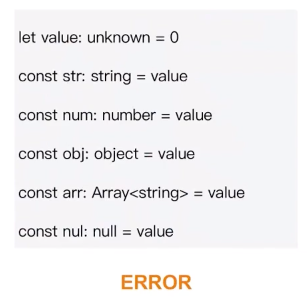 let value: unknown = 0
const str: string = value
const num: number = value
const obj: object = value
const arr: Array<string> = value
const nul: null = value
ERROR